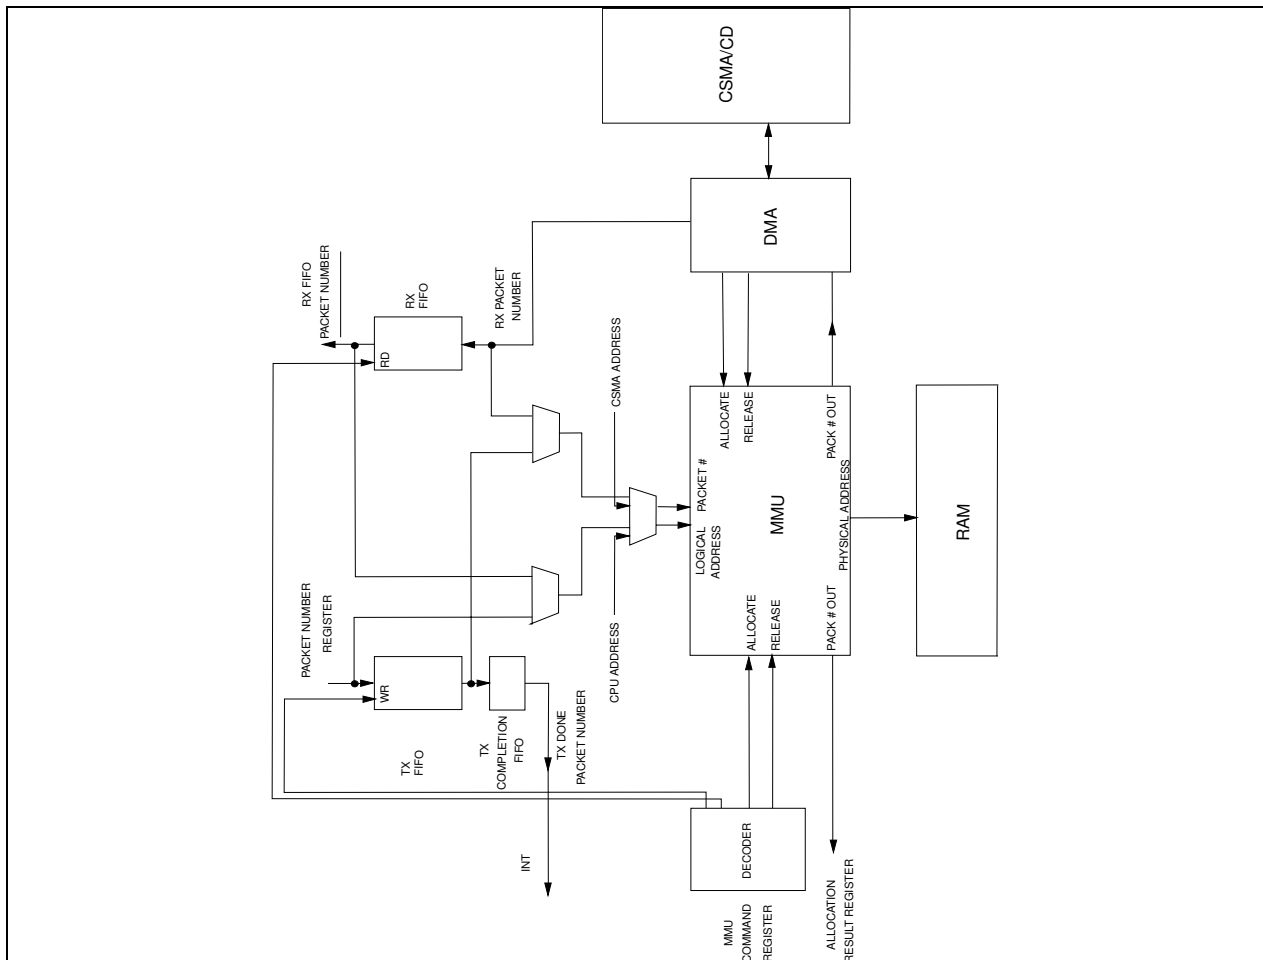 PACKET NUMBER
REGISTER
RX FIFO
PACKET NUMBER
WR
RD
TX
FIFO
RX
FIFO
TX
COMPLETION
FIFO
RX PACKET
NUMBER
INT
TX DONE
PACKET NUMBER
CPU ADDRESS
CSMA ADDRESS
MMU
COMMAND
REGISTER
DECODER
LOGICAL
ADDRESS
PACKET #
ALLOCATE
RELEASE
ALLOCATE
RELEASE
MMU
DMA
CSMA/CD
PACK # OUT
PHYSICAL ADDRESS
PACK # OUT
ALLOCATION
RESULT REGISTER
RAM